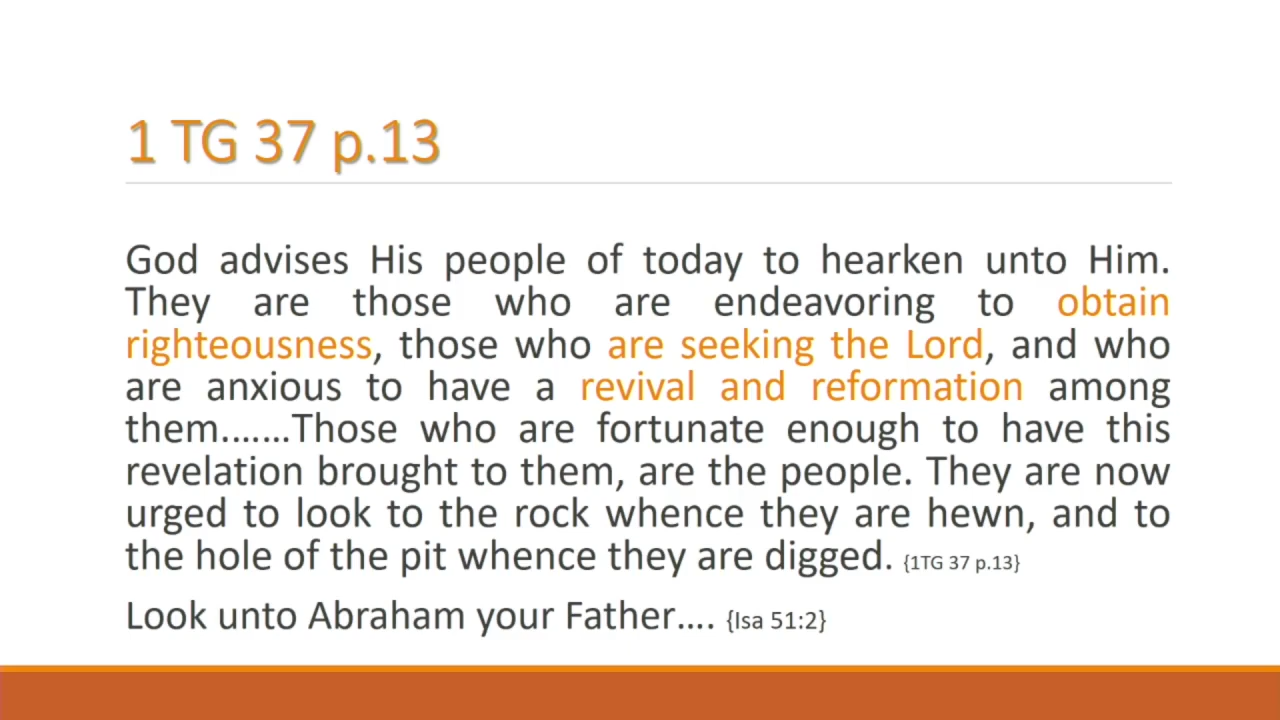 1 TG 37 p.13
God advises His people of today to hearken unto Him.
They are those who are endeavoring to obtain
righteousness, those who are seeking the Lord, and who
are anxious to have a revival and reformation among
them.......Those who are fortunate enough to have this
revelation brought to them, are the people. They are now
urged to look to the rock whence they are hewn, and to
the hole of the pit whence they are digged. {1TG 37 p.13}
Look unto Abraham your Father.... {Isa 51:2}